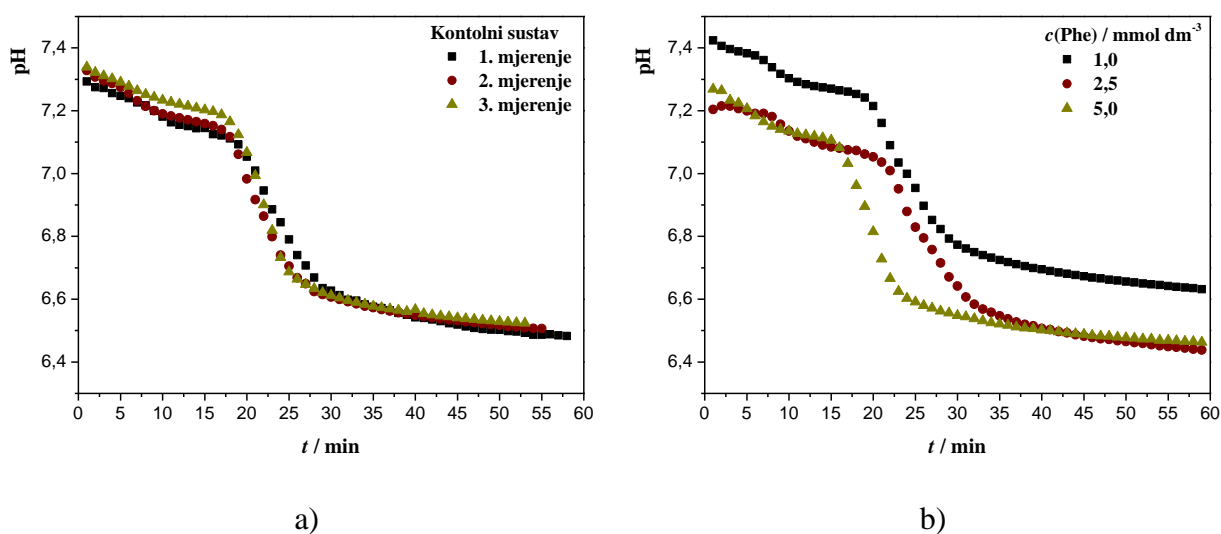 Kontolni sustav
1. mjerenje
2. mjerenje
3. mjerenje
pH
7,4
7,2
7,0
6,8
6,6
6,4
0 5 10 15 20 25 30 35 40 45 50 55 60
t / min
a)
c(Phe) / mmol dm⁻³
1,0
2,5
5,0
pH
7,4
7,2
7,0
6,8
6,6
6,4
0 5 10 15 20 25 30 35 40 45 50 55 60
t / min
b)